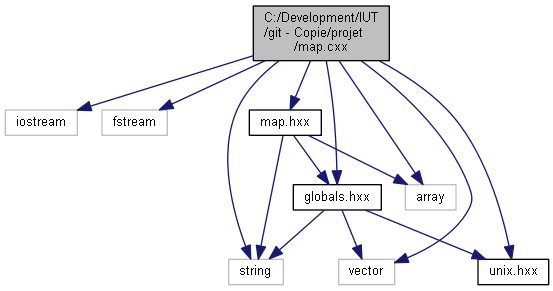 C:/Development/IUT
/git - Copie/projet
/map.cxx
iostream
fstream
map.hxx
globals.hxx
array
string
vector
unix.hxx